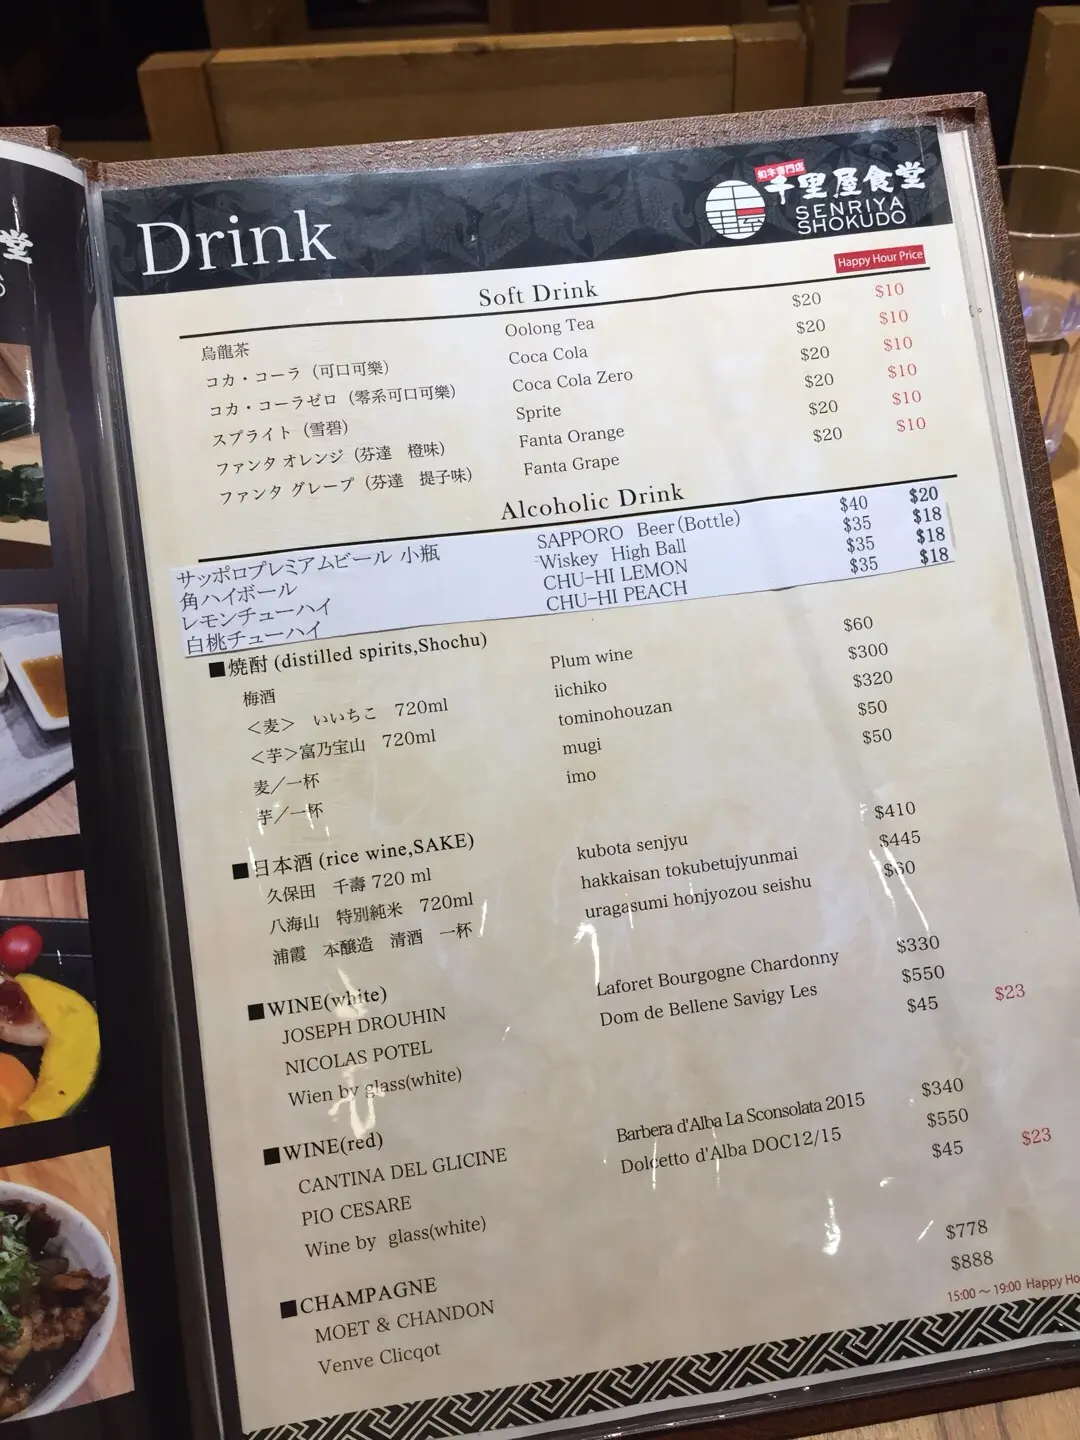 堂
Drink
和牛専門店
千里屋食堂
SENRIYA
SHOKUDO
Happy Hour Price
Soft Drink
烏龍茶 Oolong Tea $20 $10
コカ・コーラ（可口可樂） Coca Cola $20 $10
コカ・コーラゼロ（零系可口可樂） Coca Cola Zero $20 $10
スプライト（雪碧） Sprite $20 $10
ファンタ オレンジ（芬達 橙味） Fanta Orange $20 $10
ファンタ グレープ（芬達 提子味） Fanta Grape $20 $10
Alcoholic Drink
サッポロプレミアムビール 小瓶 SAPPORO Beer(Bottle) $40 $20
角ハイボール Wiskey High Ball $35 $18
レモンチューハイ CHU-HI LEMON $35 $18
白桃チューハイ CHU-HI PEACH $35 $18
■焼酎 (distilled spirits,Shochu)
梅酒 Plum wine $60
＜麦＞ いいちこ 720ml iichiko $300
＜芋＞富乃宝山 720ml tominohouzan $320
麦／一杯 mugi $50
芋／一杯 imo $50
■日本酒 (rice wine,SAKE)
久保田 千壽 720 ml kubota senjyu $410
八海山 特別純米 720ml hakkaisan tokubetujyunmai $445
浦霞 本醸造 清酒 一杯 uragasumi honjyozou seishu $60
■WINE(white)
JOSEPH DROUHIN Laforet Bourgogne Chardonny $330
NICOLAS POTEL Dom de Bellene Savigy Les $550
Wien by glass(white) $45 $23
■WINE(red)
CANTINA DEL GLICINE Barbera d'Alba La Sconsolata 2015 $340
PIO CESARE Dolcetto d'Alba DOC12/15 $550
Wine by glass(white) $45 $23
■CHAMPAGNE
MOET & CHANDON $778
Venve Clicqot $888
15:00～19:00 Happy Ho